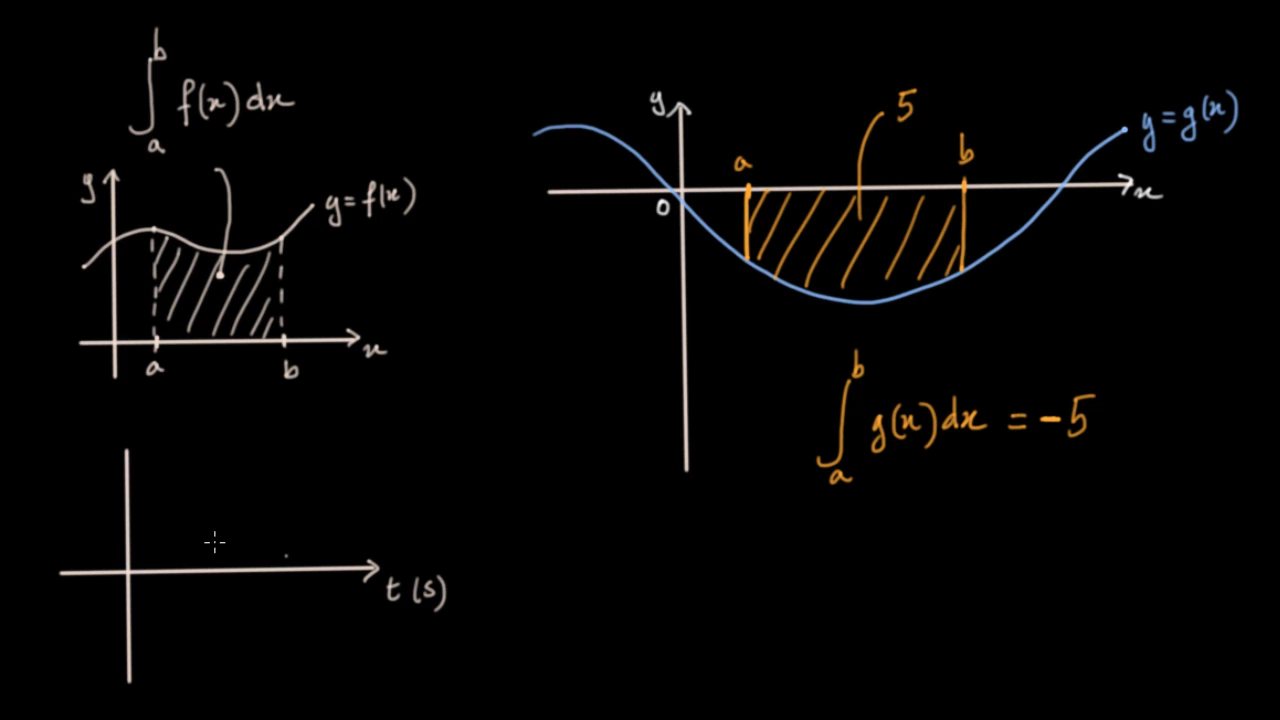 ∫ₐᵇ f(x) dx
y
y = f(x)
a b x
y
a 5 b
y = g(x)
0 x
∫ₐᵇ g(x) dx = -5
t (s)